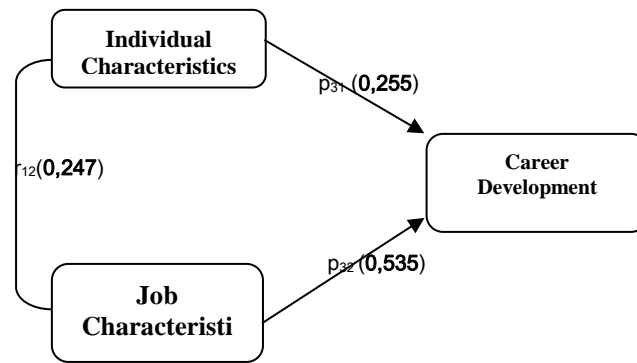 Individual
Characteristics
p₃₁ (0,255)
Career
Development
r₁₂(0,247)
p₃₂ (0,535)
Job
Characteristi